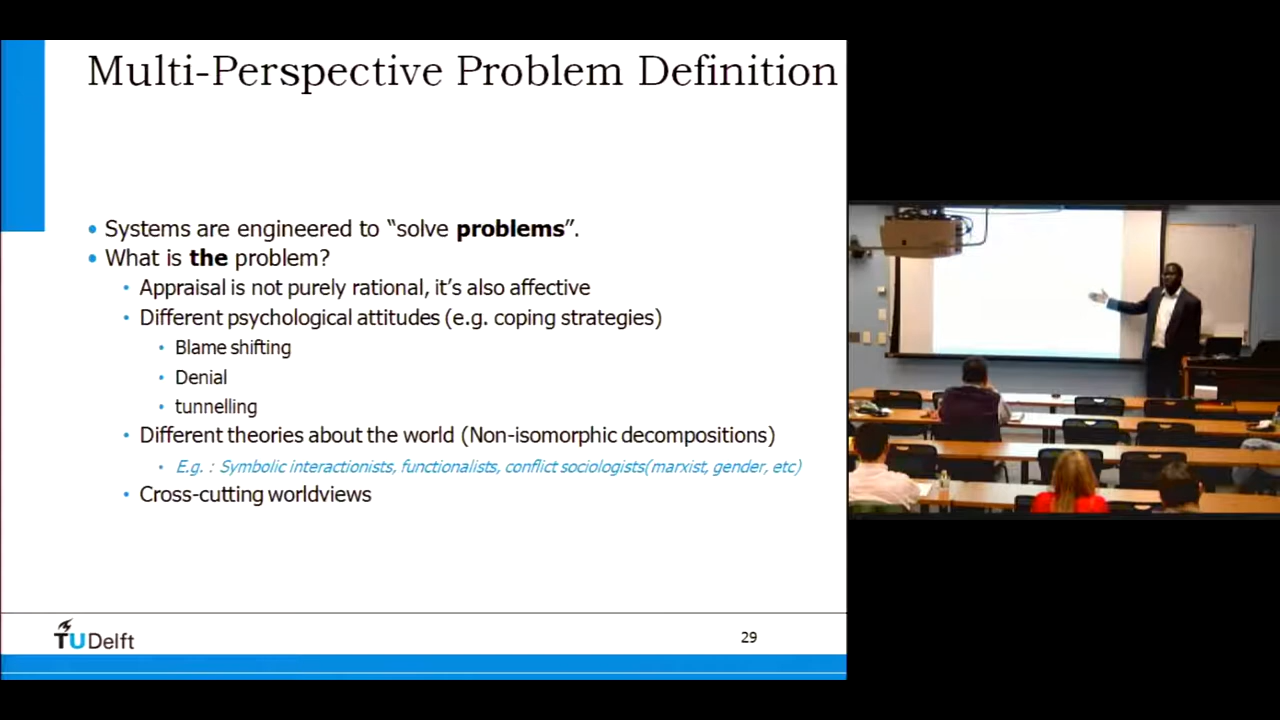 Multi-Perspective Problem Definition
• Systems are engineered to “solve problems”.
• What is the problem?
• Appraisal is not purely rational, it’s also affective
• Different psychological attitudes (e.g. coping strategies)
• Blame shifting
• Denial
• tunnelling
• Different theories about the world (Non-isomorphic decompositions)
• E.g. : Symbolic interactionists, functionalists, conflict sociologists(marxist, gender, etc)
• Cross-cutting worldviews
TUDelft
29